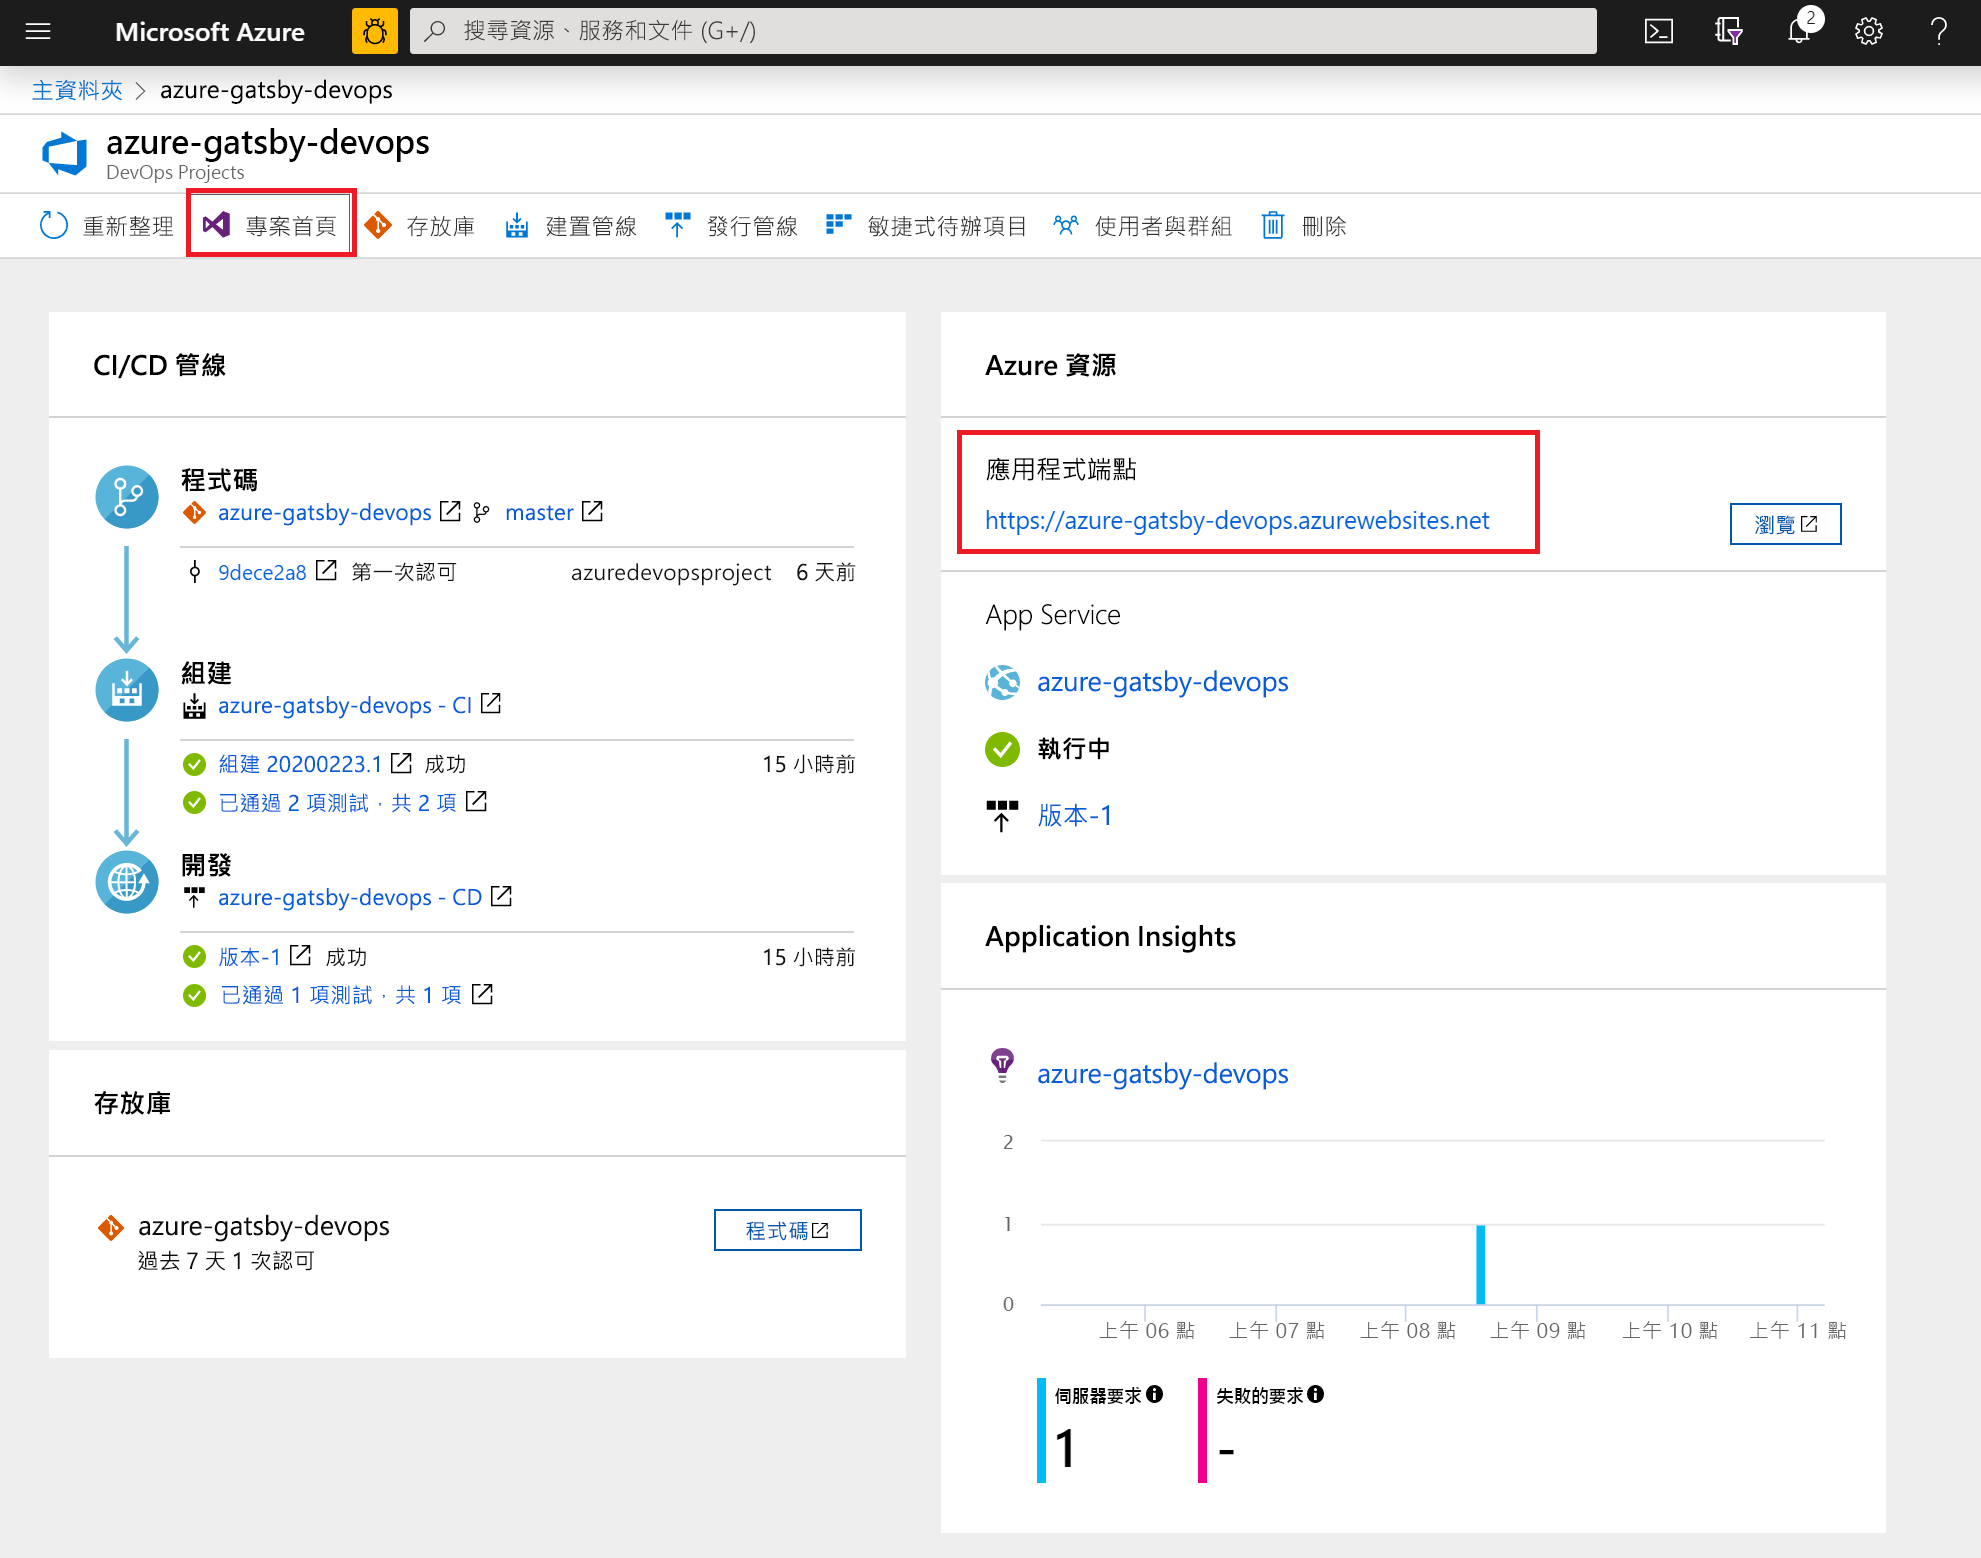 Microsoft Azure
搜尋資源、服務和文件 (G+/)
2
主資料夾 > azure-gatsby-devops
azure-gatsby-devops
DevOps Projects
重新整理 專案首頁 存放庫 建置管線 發行管線 敏捷式待辦項目 使用者與群組 刪除
CI/CD 管線
程式碼
azure-gatsby-devops master
9dece2a8 第一次認可 azuredevopsproject 6 天前
組建
azure-gatsby-devops - CI
組建 20200223.1 成功 15 小時前
已通過 2 項測試，共 2 項
開發
azure-gatsby-devops - CD
版本-1 成功 15 小時前
已通過 1 項測試，共 1 項
存放庫
azure-gatsby-devops
過去 7 天 1 次認可
程式碼
Azure 資源
應用程式端點
https://azure-gatsby-devops.azurewebsites.net
瀏覽
App Service
azure-gatsby-devops
執行中
版本-1
Application Insights
azure-gatsby-devops
2
1
0
上午 06 點 上午 07 點 上午 08 點 上午 09 點 上午 10 點 上午 11 點
伺服器要求 失敗的要求
1 -